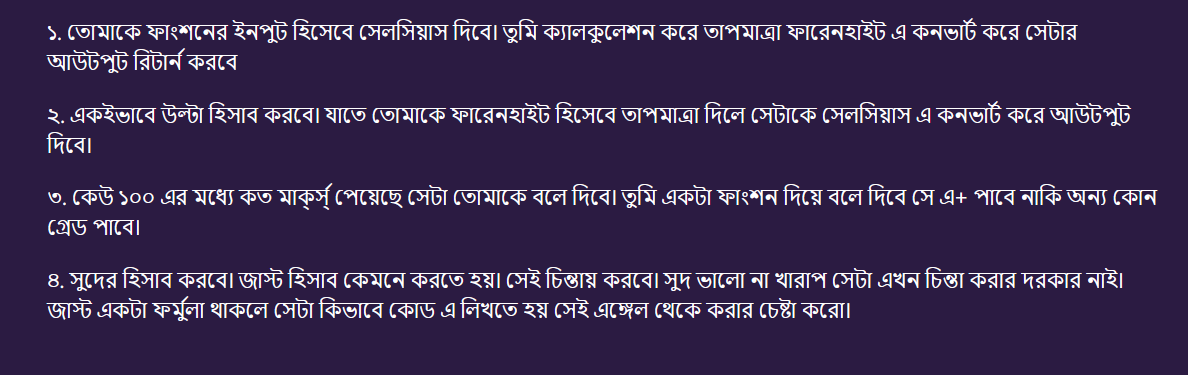 ১. তোমাকে ফাংশনের ইনপুট হিসেবে সেলসিয়াস দিবে। তুমি ক্যালকুলেশন করে তাপমাত্রা ফারেনহাইট এ কনভার্ট করে সেটার
আউটপুট রিটার্ন করবে
২. একইভাবে উল্টা হিসাব করবে। যাতে তোমাকে ফারেনহাইট হিসেবে তাপমাত্রা দিলে সেটাকে সেলসিয়াস এ কনভার্ট করে আউটপুট
দিবে।
৩. কেউ ১০০ এর মধ্যে কত মাক্র্স্ পেয়েছে সেটা তোমাকে বলে দিবে। তুমি একটা ফাংশন দিয়ে বলে দিবে সে এ+ পাবে নাকি অন্য কোন
গ্রেড পাবে।
৪. সুদের হিসাব করবে। জাস্ট হিসাব কেমনে করতে হয়। সেই চিন্তায় করবে। সুদ ভালো না খারাপ সেটা এখন চিন্তা করার দরকার নাই।
জাস্ট একটা ফর্মুলা থাকলে সেটা কিভাবে কোড এ লিখতে হয় সেই এঙ্গেল থেকে করার চেষ্টা করো।